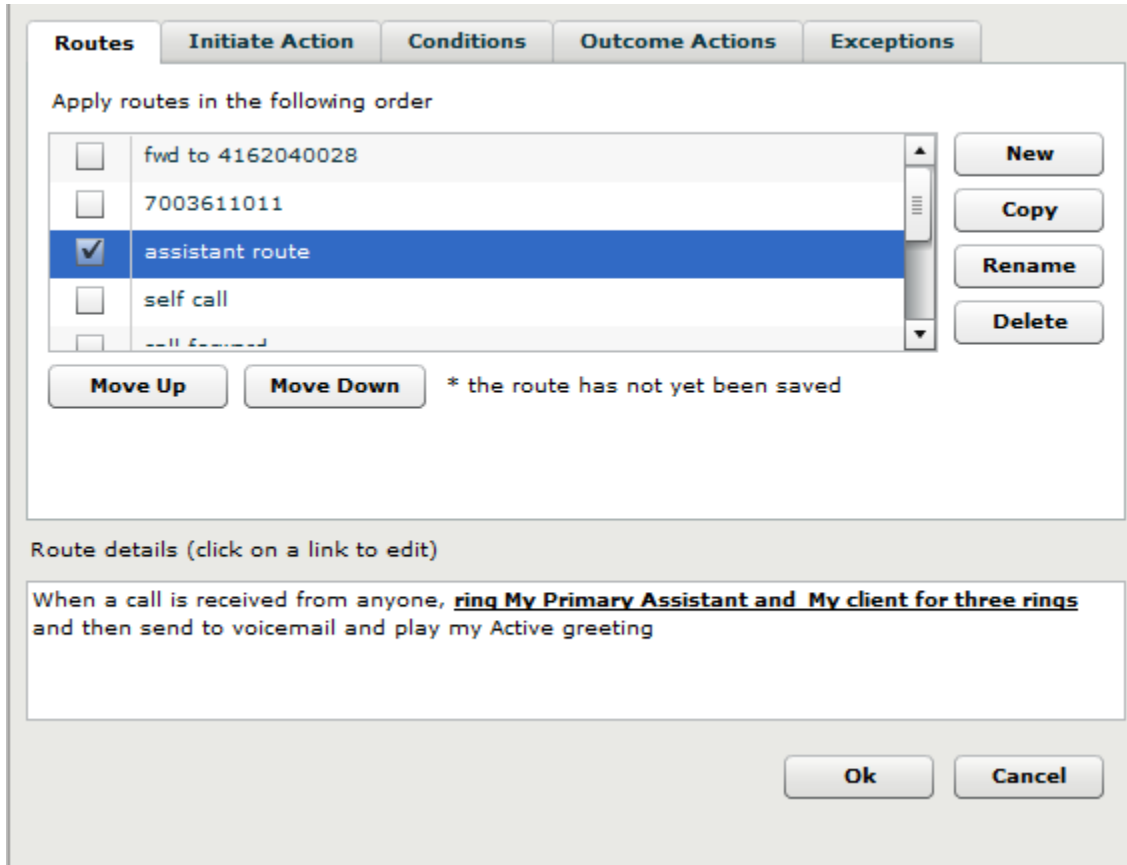 Routes Initiate Action Conditions Outcome Actions Exceptions
Apply routes in the following order
fwd to 4162040028
New
7003611011
Copy
assistant route
Rename
self call
Delete
call forward
Move Up Move Down * the route has not yet been saved
Route details (click on a link to edit)
When a call is received from anyone, ring My Primary Assistant and My client for three rings
and then send to voicemail and play my Active greeting
Ok Cancel